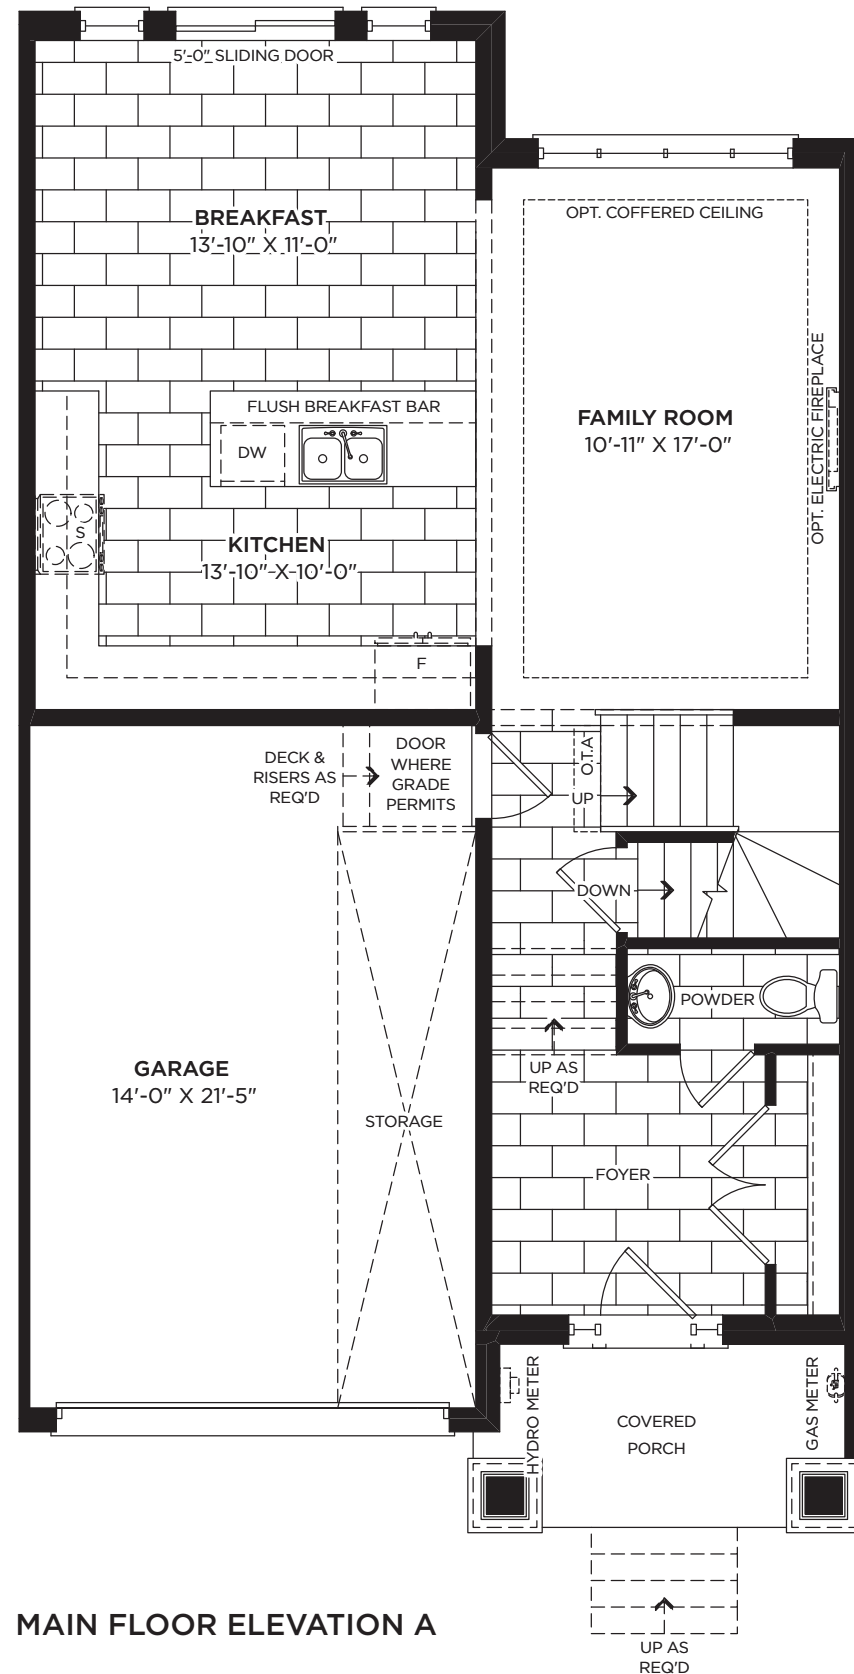 5'-0" SLIDING DOOR
BREAKFAST
13'-10" X 11'-0"
OPT. COFFERED CEILING
FLUSH BREAKFAST BAR
DW
FAMILY ROOM
10'-11" X 17'-0"
OPT. ELECTRIC FIREPLACE
S
KITCHEN
13'-10" X 10'-0"
F
DECK &
RISERS AS
REQ'D
DOOR
WHERE
GRADE
PERMITS
O.T.A
UP
DOWN
POWDER
GARAGE
14'-0" X 21'-5"
UP AS
REQ'D
STORAGE
FOYER
HYDRO METER
COVERED
PORCH
GAS METER
MAIN FLOOR ELEVATION A
UP AS
REQ'D